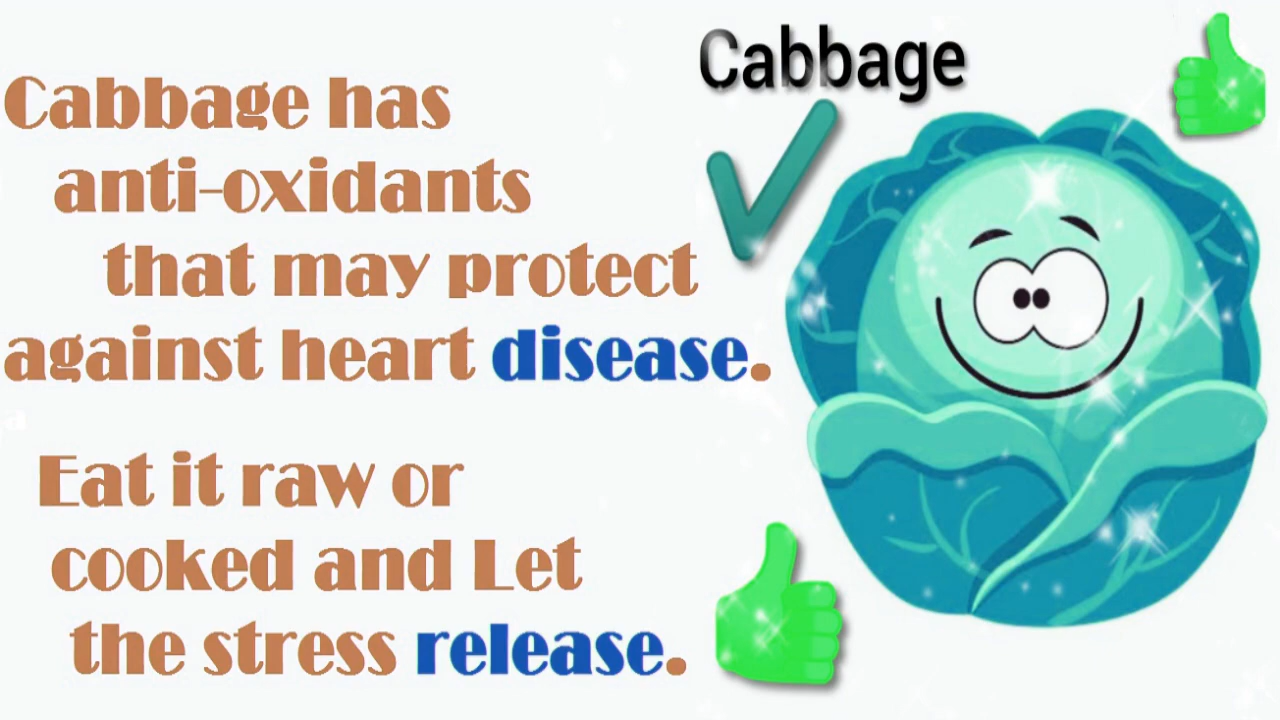 Cabbage
Cabbage has
anti-oxidants
that may protect
against heart disease.
Eat it raw or
cooked and Let
the stress release.